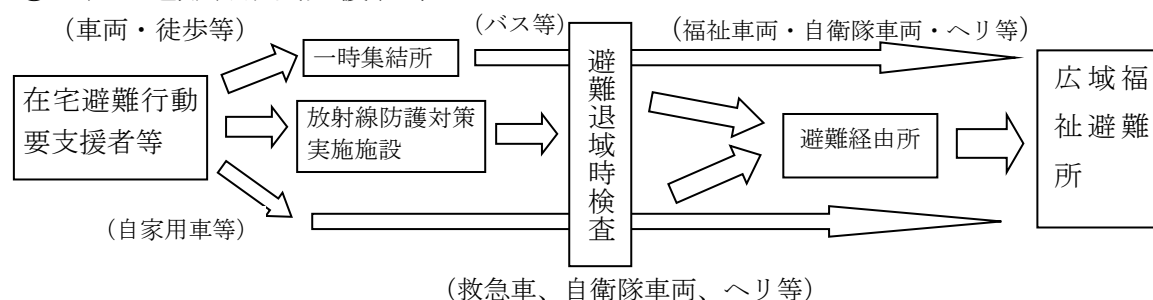 (車両・徒歩等)
(バス等)
(福祉車両・自衛隊車両・ヘリ等)
一時集結所
在宅避難行動
要支援者等
放射線防護対策
実施施設
避難退域時検査
避難経由所
広域福
祉避難
所
(自家用車等)
(救急車、自衛隊車両、ヘリ等)